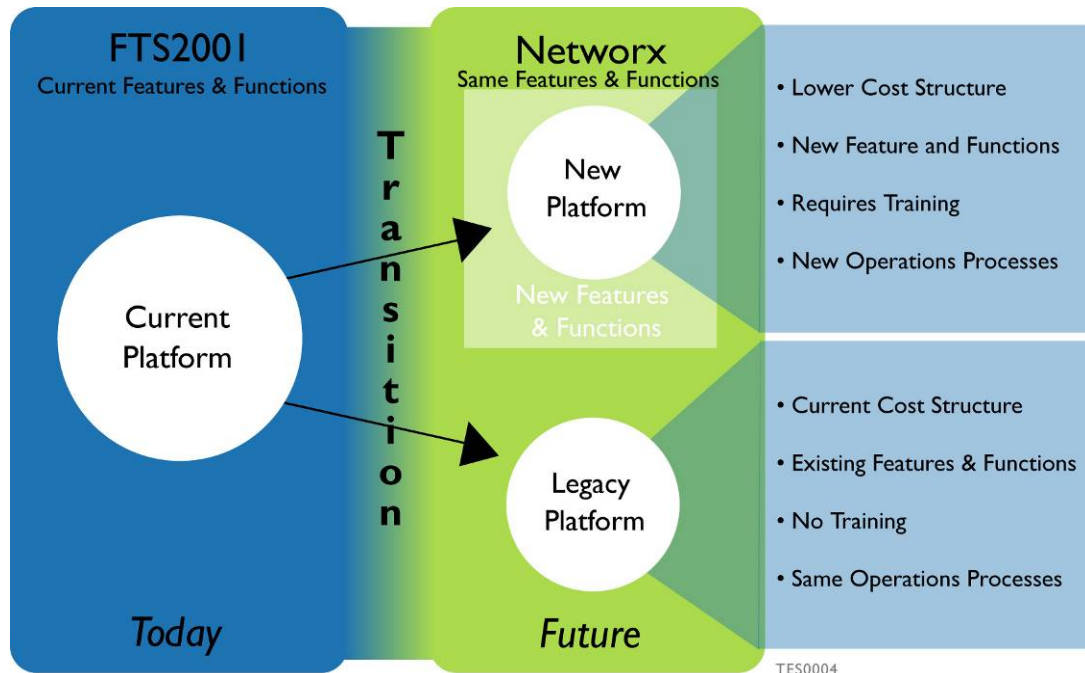 FTS2001
Current Features & Functions
Current
Platform
Today
Transition
Networx
Same Features & Functions
New
Platform
New Features
& Functions
Legacy
Platform
Future
• Lower Cost Structure
• New Feature and Functions
• Requires Training
• New Operations Processes
• Current Cost Structure
• Existing Features & Functions
• No Training
• Same Operations Processes
TES0004